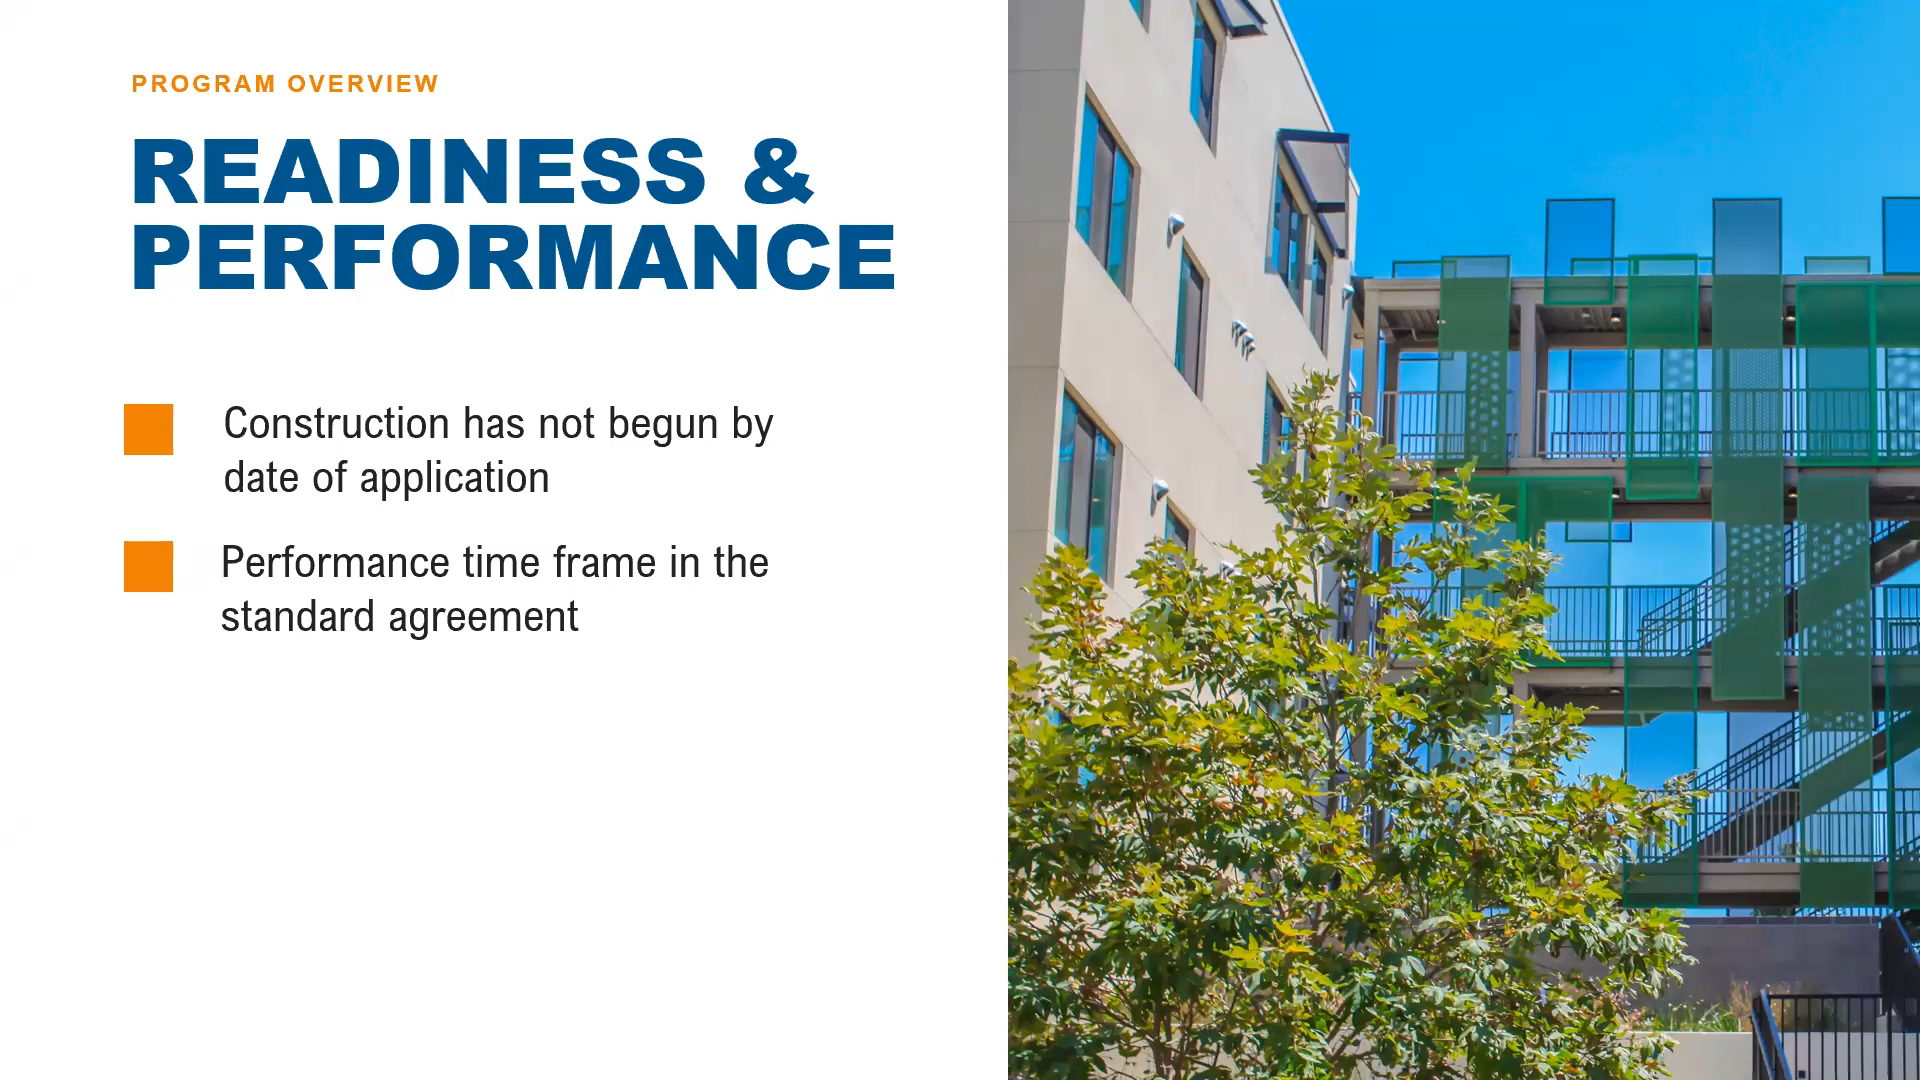 PROGRAM OVERVIEW
READINESS &
PERFORMANCE
Construction has not begun by
date of application
Performance time frame in the
standard agreement